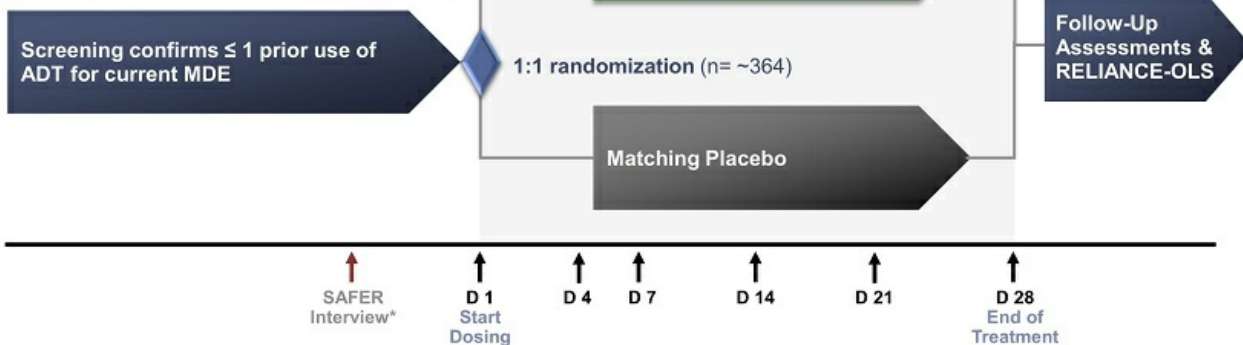 Screening confirms ≤ 1 prior use of
ADT for current MDE
1:1 randomization (n= ~364)
Follow-Up
Assessments &
RELIANCE-OLS
Matching Placebo
SAFER
Interview*
D 1
Start
Dosing
D 4
D 7
D 14
D 21
D 28
End of
Treatment